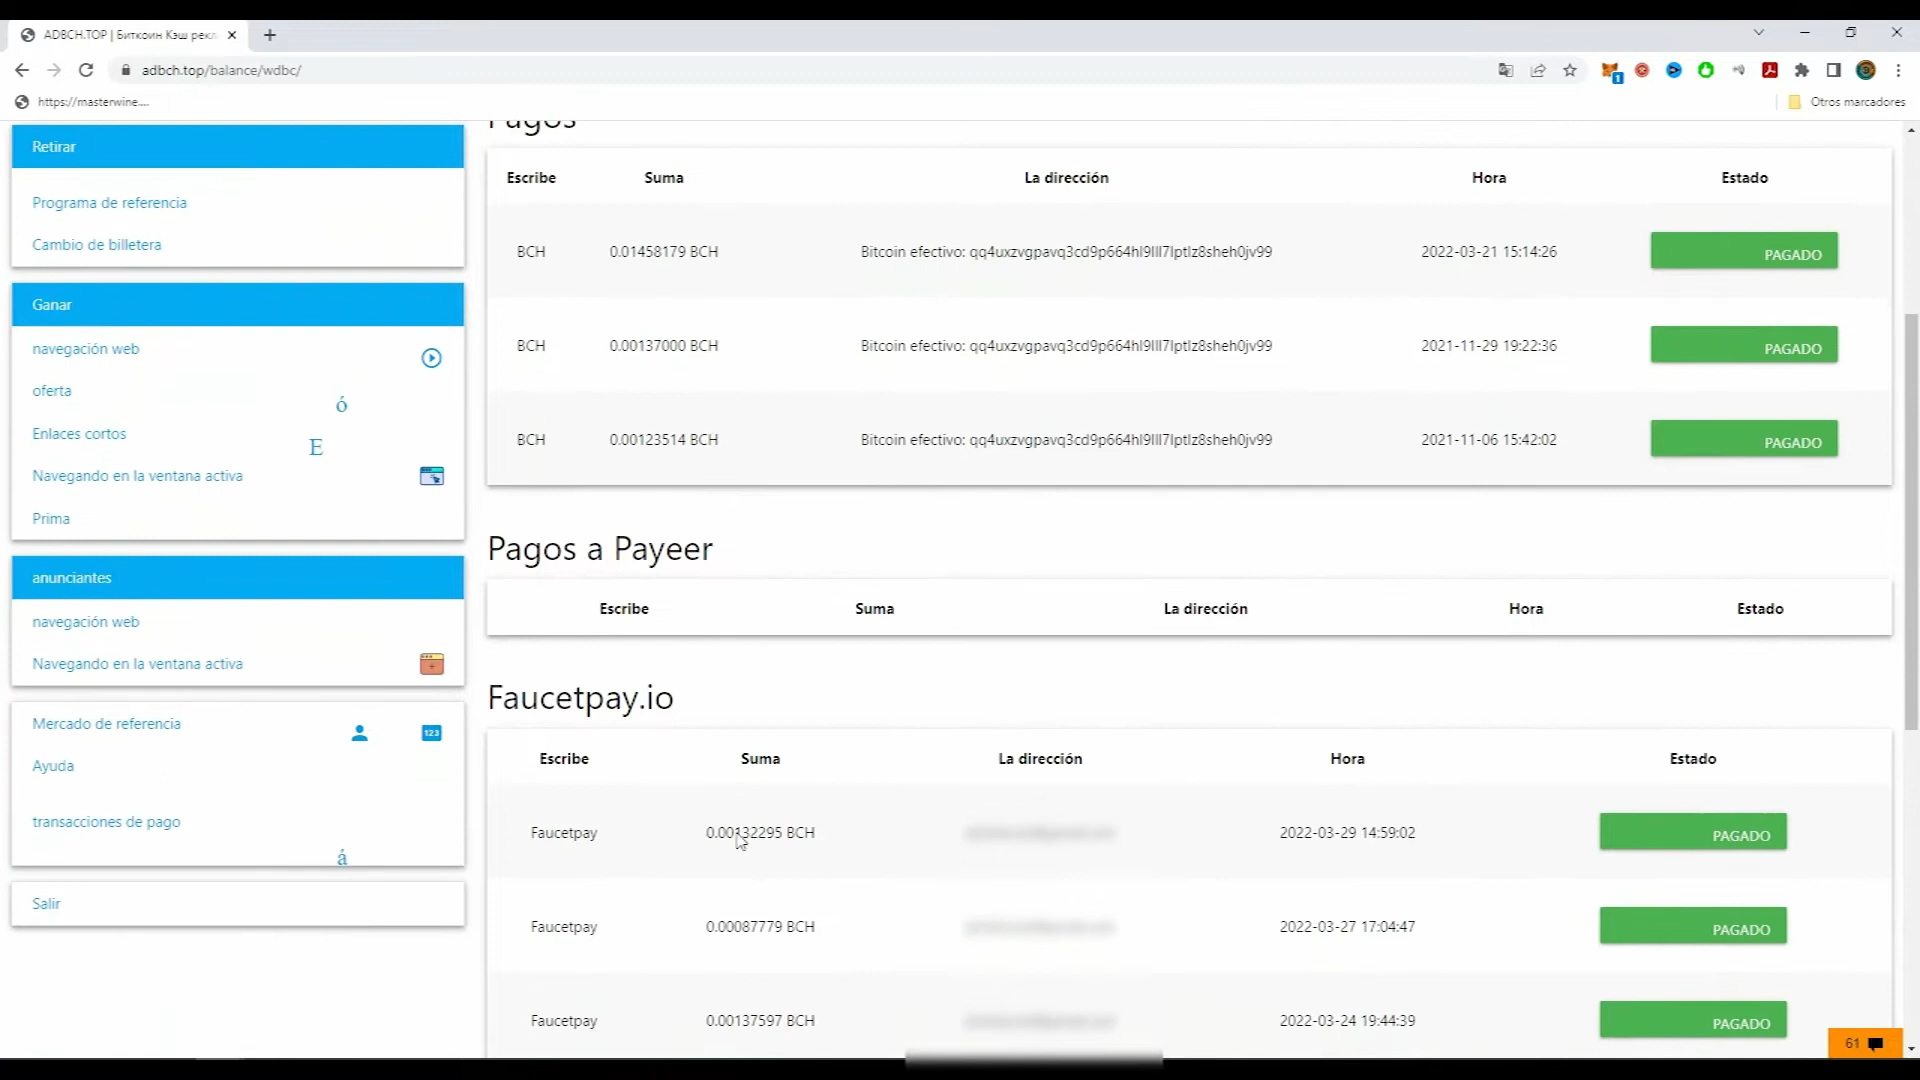 ADBCH.TOP | Биткоин Кэш рекл
adbch.top/balance/wdbc/
1
https://masterwine....
Otros marcadores
Retirar
Programa de referencia
Cambio de billetera
Ganar
navegación web
oferta
ó
Enlaces cortos
E
Navegando en la ventana activa
Prima
anunciantes
navegación web
Navegando en la ventana activa
Mercado de referencia
123
Ayuda
transacciones de pago
á
Salir
Pagos
Escribe Suma La dirección Hora Estado
BCH 0.01458179 BCH Bitcoin efectivo: qq4uxzvgpavq3cd9p664hl9lll7lptlz8sheh0jv99 2022-03-21 15:14:26 PAGADO
BCH 0.00137000 BCH Bitcoin efectivo: qq4uxzvgpavq3cd9p664hl9lll7lptlz8sheh0jv99 2021-11-29 19:22:36 PAGADO
BCH 0.00123514 BCH Bitcoin efectivo: qq4uxzvgpavq3cd9p664hl9lll7lptlz8sheh0jv99 2021-11-06 15:42:02 PAGADO
Pagos a Payeer
Escribe Suma La dirección Hora Estado
Faucetpay.io
Escribe Suma La dirección Hora Estado
Faucetpay 0.00132295 BCH 2022-03-29 14:59:02 PAGADO
Faucetpay 0.00087779 BCH 2022-03-27 17:04:47 PAGADO
Faucetpay 0.00137597 BCH 2022-03-24 19:44:39 PAGADO
61